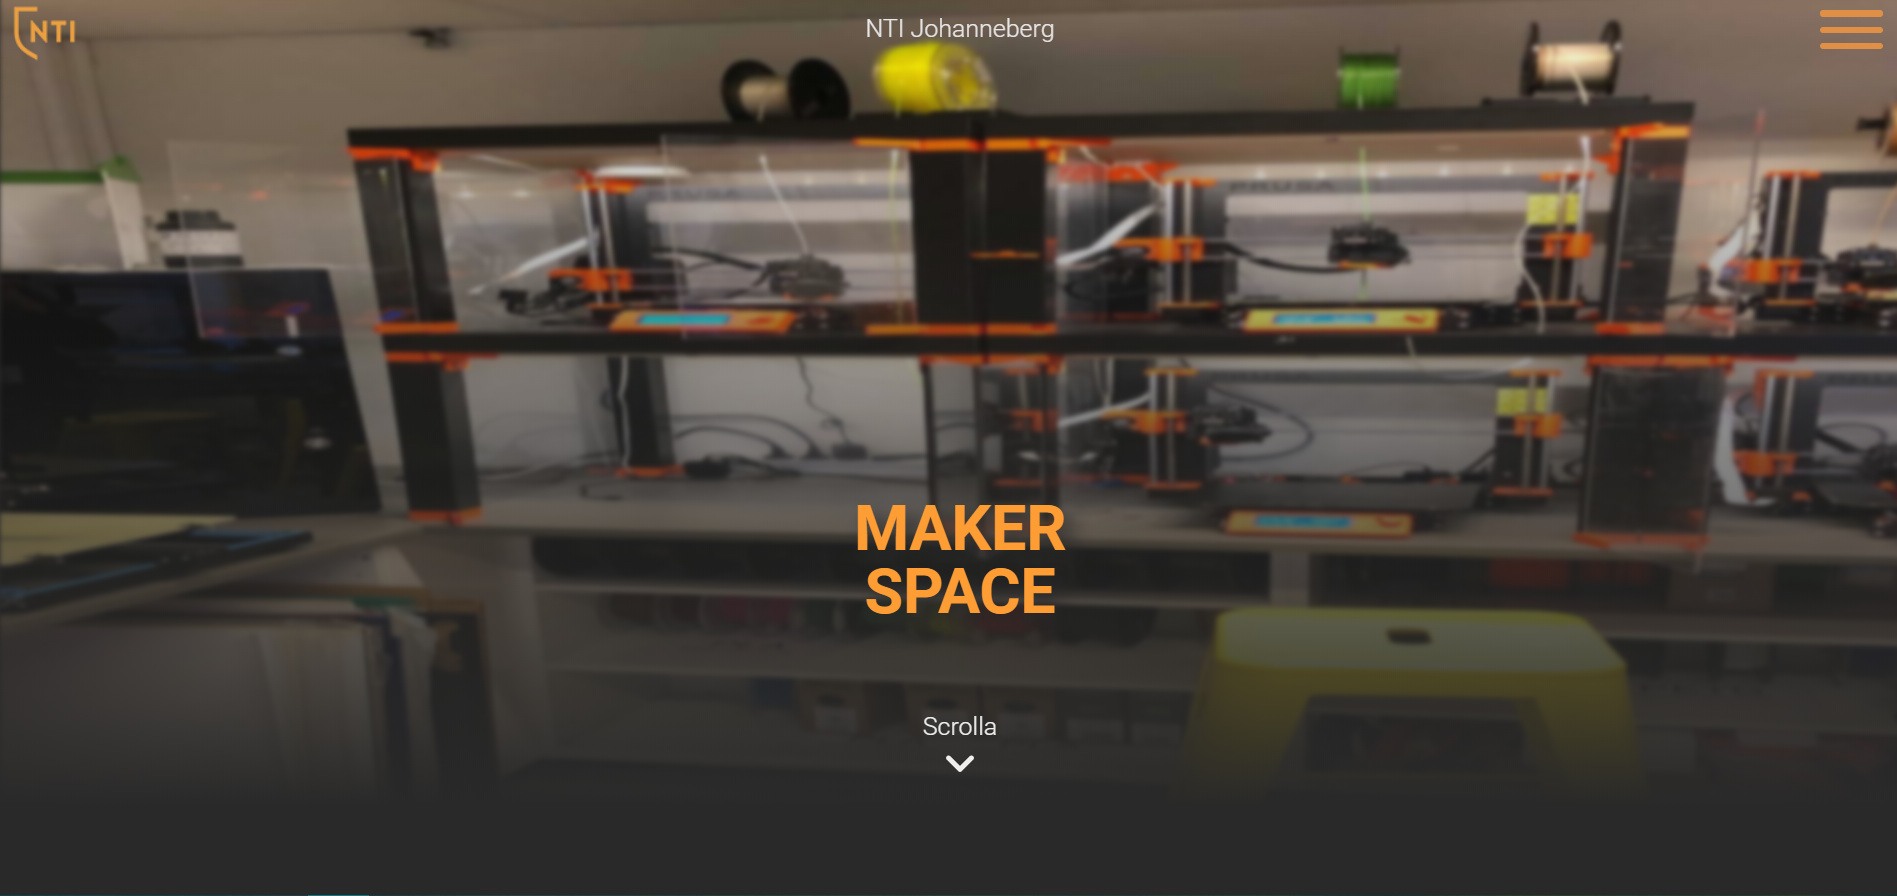 NTI
NTI Johanneberg
MAKER
SPACE
Scrolla